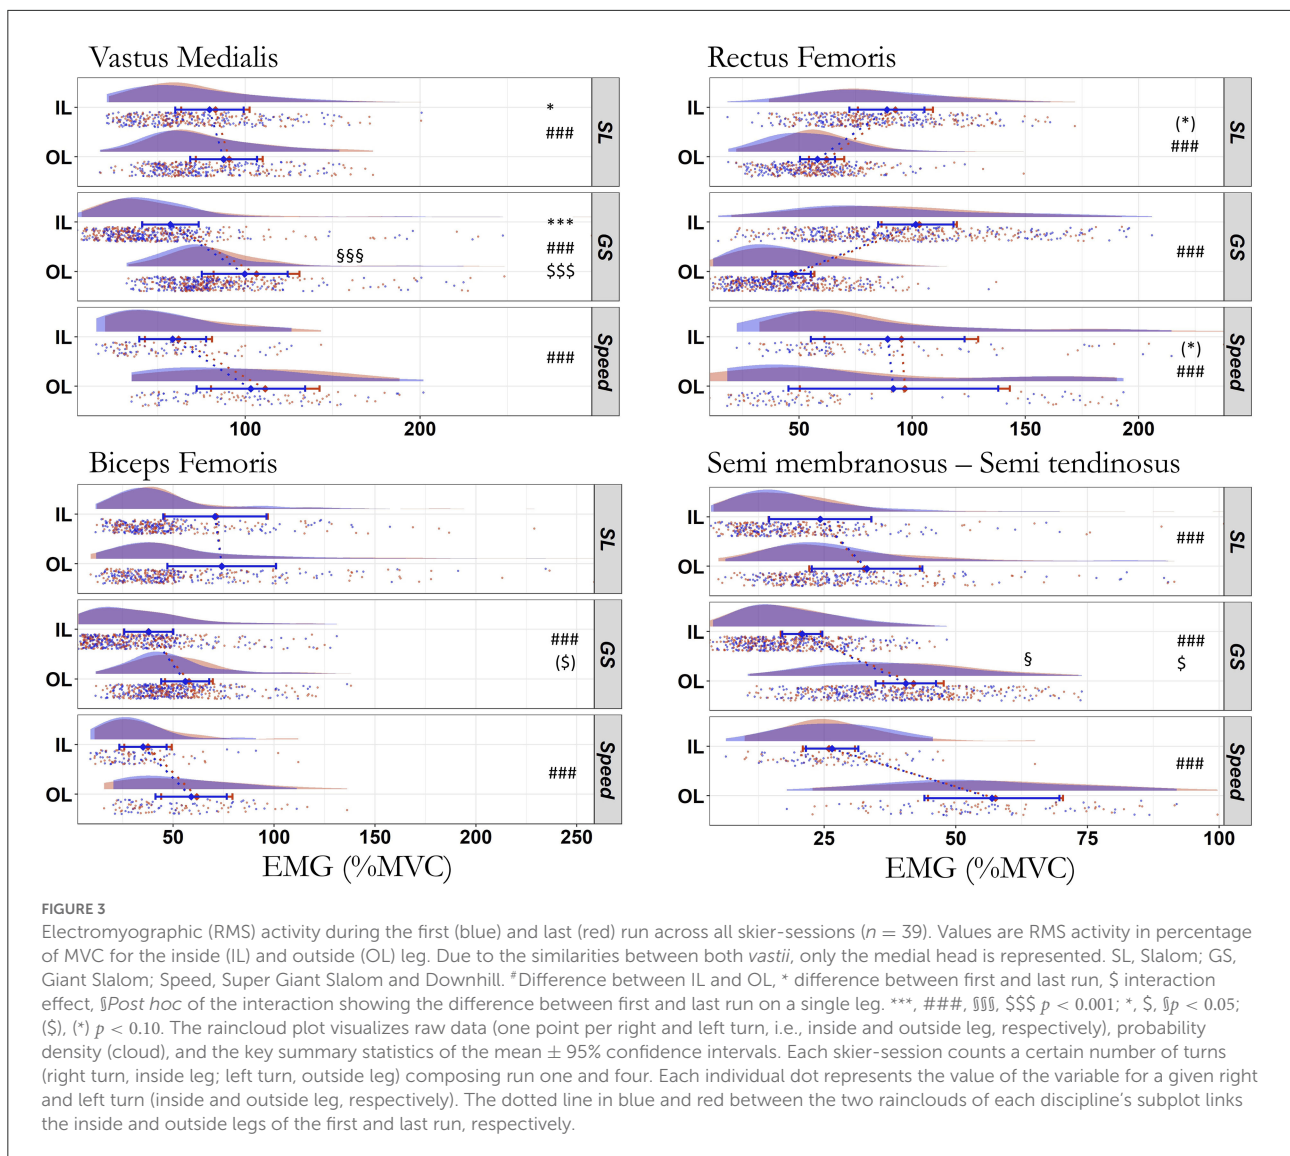 Vastus Medialis
IL
*
###
OL
SL
IL
***
###
§§§
$$$
OL
GS
IL
###
OL
Speed
100
200
Rectus Femoris
IL
(*)
###
OL
SL
IL
###
OL
GS
IL
(*)
###
OL
Speed
50
100
150
200
Biceps Femoris
IL
OL
SL
IL
###
($)
OL
GS
IL
###
OL
Speed
50
100
150
200
250
EMG (%MVC)
Semi membranosus – Semi tendinosus
IL
###
OL
SL
IL
###
§
$
OL
GS
IL
###
OL
Speed
25
50
75
100
EMG (%MVC)
FIGURE 3
Electromyographic (RMS) activity during the first (blue) and last (red) run across all skier-sessions (n = 39). Values are RMS activity in percentage
of MVC for the inside (IL) and outside (OL) leg. Due to the similarities between both vastii, only the medial head is represented. SL, Slalom; GS,
Giant Slalom; Speed, Super Giant Slalom and Downhill. #Difference between IL and OL, * difference between first and last run, $ interaction
effect, §Post hoc of the interaction showing the difference between first and last run on a single leg. ***, ###, §§§, $$$ p < 0.001; *, $, §p < 0.05;
($), (*) p < 0.10. The raincloud plot visualizes raw data (one point per right and left turn, i.e., inside and outside leg, respectively), probability
density (cloud), and the key summary statistics of the mean ± 95% confidence intervals. Each skier-session counts a certain number of turns
(right turn, inside leg; left turn, outside leg) composing run one and four. Each individual dot represents the value of the variable for a given right
and left turn (inside and outside leg, respectively). The dotted line in blue and red between the two rainclouds of each discipline's subplot links
the inside and outside legs of the first and last run, respectively.